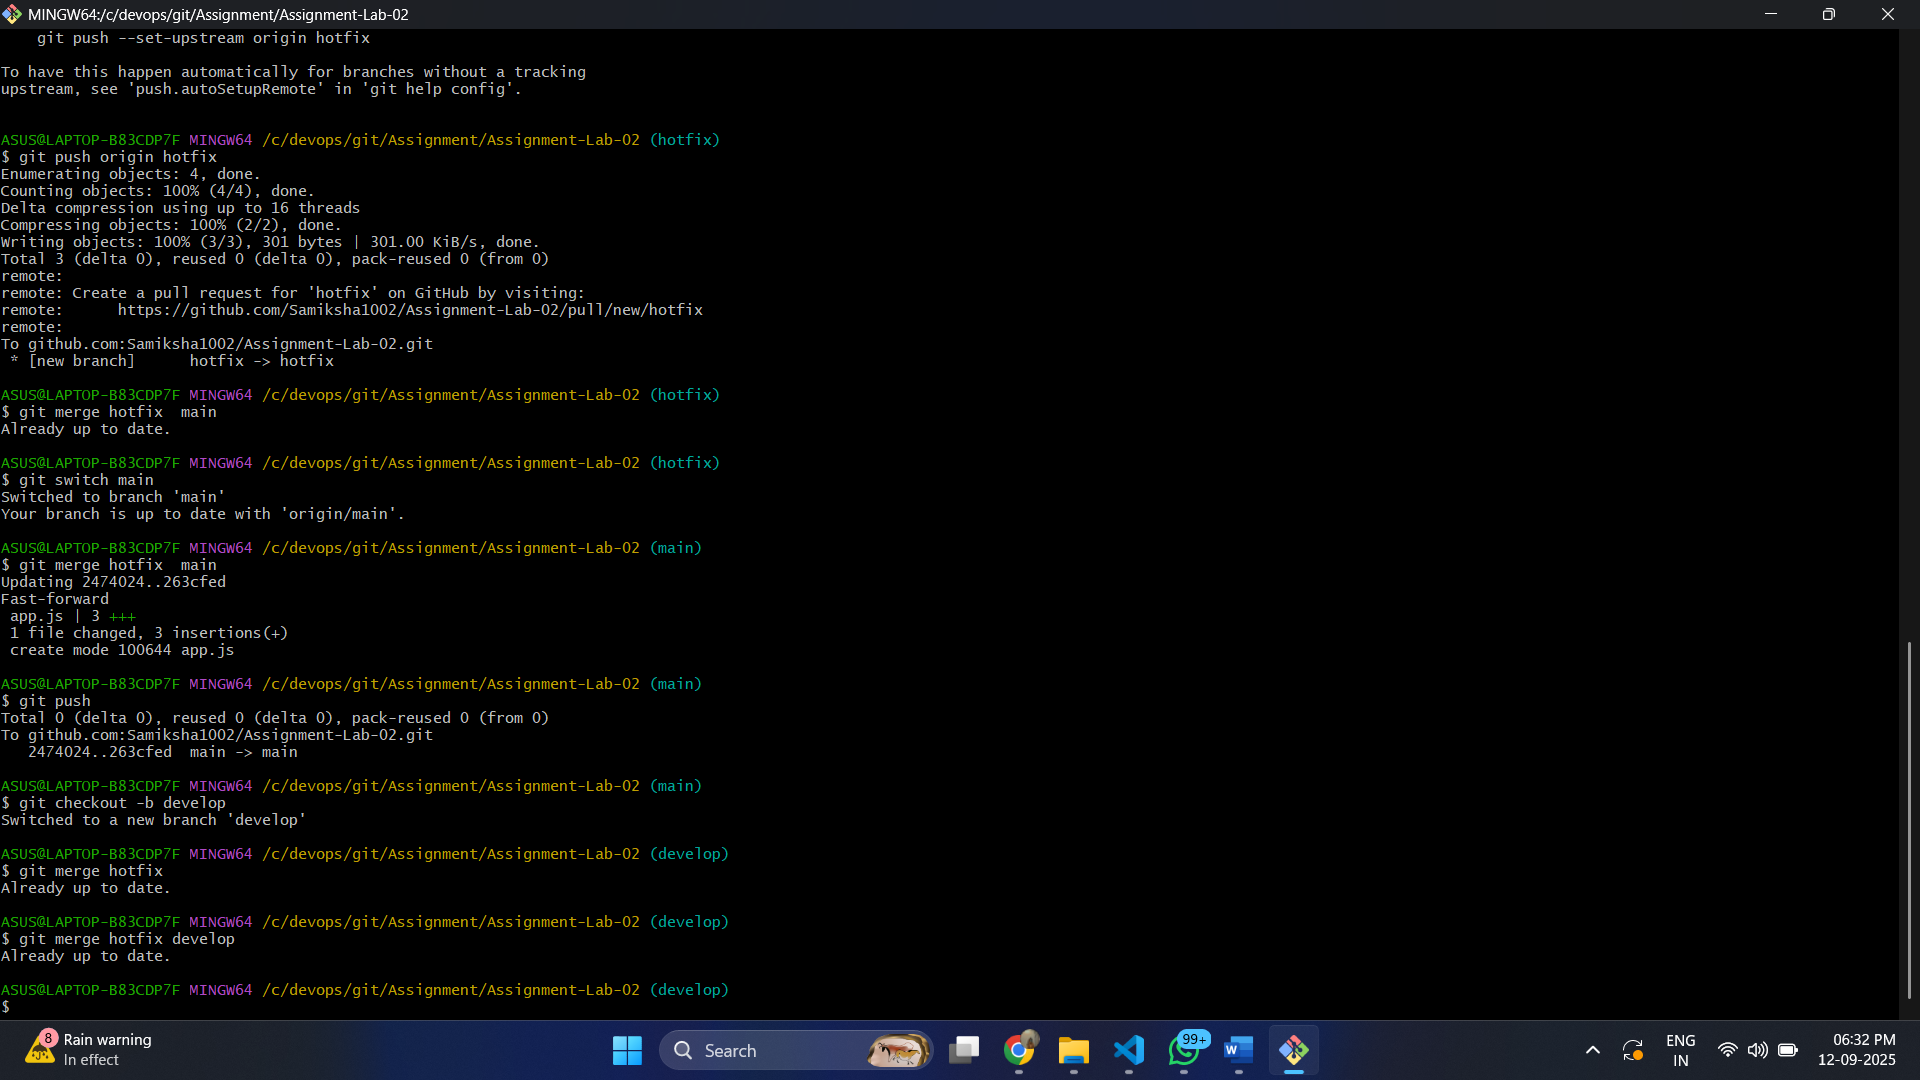 MINGW64:/c/devops/git/Assignment/Assignment-Lab-02
    git push --set-upstream origin hotfix
To have this happen automatically for branches without a tracking
upstream, see 'push.autoSetupRemote' in 'git help config'.
ASUS@LAPTOP-B83CDP7F MINGW64 /c/devops/git/Assignment/Assignment-Lab-02 (hotfix)
$ git push origin hotfix
Enumerating objects: 4, done.
Counting objects: 100% (4/4), done.
Delta compression using up to 16 threads
Compressing objects: 100% (2/2), done.
Writing objects: 100% (3/3), 301 bytes | 301.00 KiB/s, done.
Total 3 (delta 0), reused 0 (delta 0), pack-reused 0 (from 0)
remote:
remote: Create a pull request for 'hotfix' on GitHub by visiting:
remote:      https://github.com/Samiksha1002/Assignment-Lab-02/pull/new/hotfix
remote:
To github.com:Samiksha1002/Assignment-Lab-02.git
 * [new branch]      hotfix -> hotfix
ASUS@LAPTOP-B83CDP7F MINGW64 /c/devops/git/Assignment/Assignment-Lab-02 (hotfix)
$ git merge hotfix  main
Already up to date.
ASUS@LAPTOP-B83CDP7F MINGW64 /c/devops/git/Assignment/Assignment-Lab-02 (hotfix)
$ git switch main
Switched to branch 'main'
Your branch is up to date with 'origin/main'.
ASUS@LAPTOP-B83CDP7F MINGW64 /c/devops/git/Assignment/Assignment-Lab-02 (main)
$ git merge hotfix  main
Updating 2474024..263cfed
Fast-forward
 app.js | 3 +++
 1 file changed, 3 insertions(+)
 create mode 100644 app.js
ASUS@LAPTOP-B83CDP7F MINGW64 /c/devops/git/Assignment/Assignment-Lab-02 (main)
$ git push
Total 0 (delta 0), reused 0 (delta 0), pack-reused 0 (from 0)
To github.com:Samiksha1002/Assignment-Lab-02.git
   2474024..263cfed  main -> main
ASUS@LAPTOP-B83CDP7F MINGW64 /c/devops/git/Assignment/Assignment-Lab-02 (main)
$ git checkout -b develop
Switched to a new branch 'develop'
ASUS@LAPTOP-B83CDP7F MINGW64 /c/devops/git/Assignment/Assignment-Lab-02 (develop)
$ git merge hotfix
Already up to date.
ASUS@LAPTOP-B83CDP7F MINGW64 /c/devops/git/Assignment/Assignment-Lab-02 (develop)
$ git merge hotfix develop
Already up to date.
ASUS@LAPTOP-B83CDP7F MINGW64 /c/devops/git/Assignment/Assignment-Lab-02 (develop)
$
8
Rain warning
In effect
Search
99+
W
ENG
IN
06:32 PM
12-09-2025